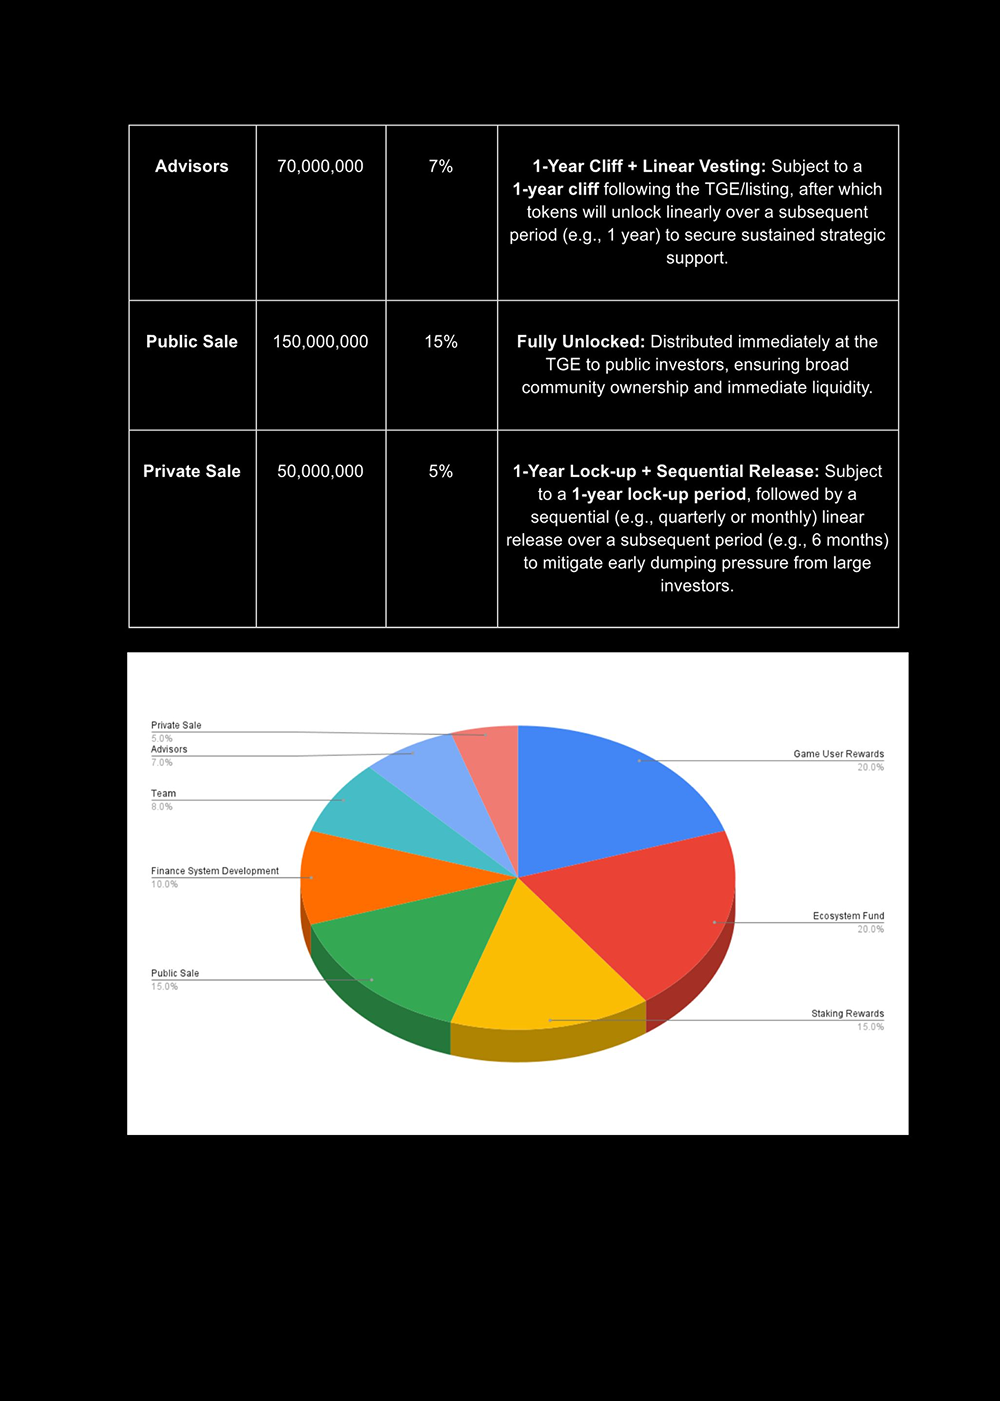 Advisors
70,000,000
7%
1-Year Cliff + Linear Vesting: Subject to a
1-year cliff following the TGE/listing, after which
tokens will unlock linearly over a subsequent
period (e.g., 1 year) to secure sustained strategic
support.
Public Sale
150,000,000
15%
Fully Unlocked: Distributed immediately at the
TGE to public investors, ensuring broad
community ownership and immediate liquidity.
Private Sale
50,000,000
5%
1-Year Lock-up + Sequential Release: Subject
to a 1-year lock-up period, followed by a
sequential (e.g., quarterly or monthly) linear
release over a subsequent period (e.g., 6 months)
to mitigate early dumping pressure from large
investors.
Private Sale
5.0%
Advisors
7.0%
Team
8.0%
Finance System Development
10.0%
Public Sale
15.0%
Game User Rewards
20.0%
Ecosystem Fund
20.0%
Staking Rewards
15.0%